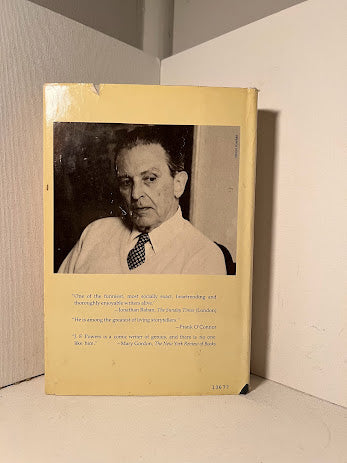 "One of the funniest, most socially exact, heartrending and
thoroughly enjoyable writers alive."
—Jonathan Raban, The Sunday Times (London)
"He is among the greatest of living storytellers."
—Frank O'Connor
"J. F. Powers is a comic writer of genius, and there is no one
like him." —Mary Gordon, The New York Review of Books